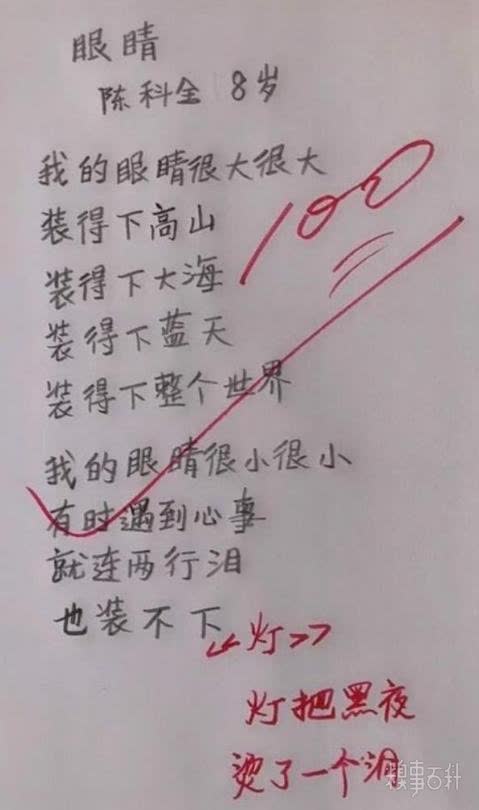 眼睛
陈科全 8岁
我的眼睛很大很大
装得下高山
装得下大海
装得下蓝天
装得下整个世界
我的眼睛很小很小
有时遇到心事
就连两行泪
也装不下
100
《灯》
灯把黑夜
烫了一个洞
糗事百科